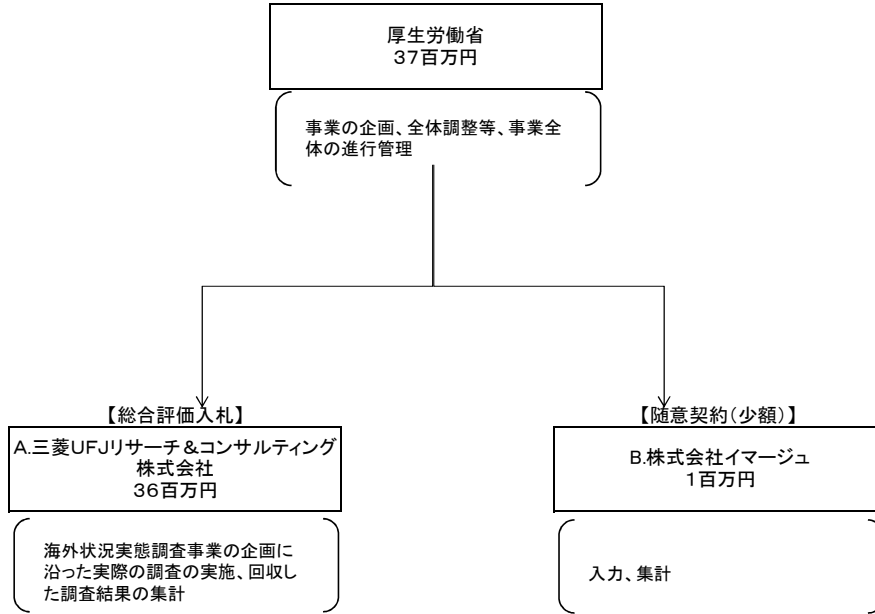 厚生労働省
37百万円
事業の企画、全体調整等、事業全
体の進行管理
【総合評価入札】
A.三菱UFJリサーチ&コンサルティング
株式会社
36百万円
海外状況実態調査事業の企画に
沿った実際の調査の実施、回収し
た調査結果の集計
【随意契約(少額)】
B.株式会社イマージュ
1百万円
入力、集計